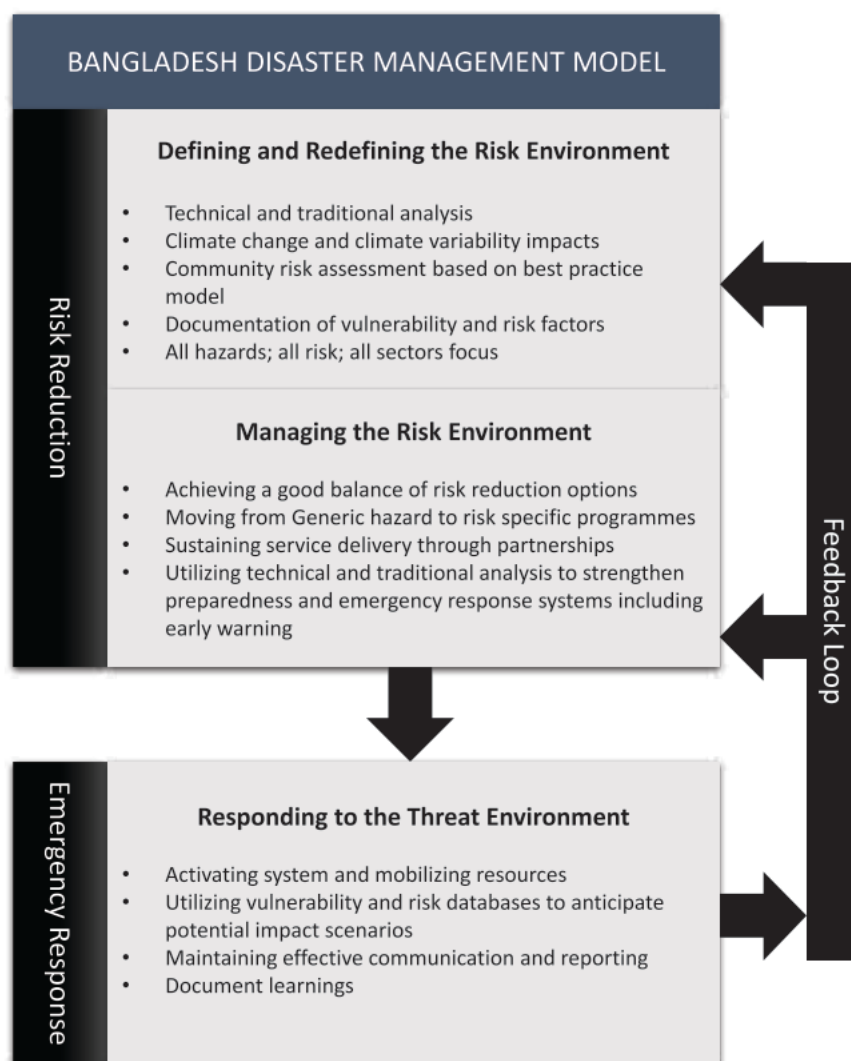 BANGLADESH DISASTER MANAGEMENT MODEL
Risk Reduction
Defining and Redefining the Risk Environment
• Technical and traditional analysis
• Climate change and climate variability impacts
• Community risk assessment based on best practice
model
• Documentation of vulnerability and risk factors
• All hazards; all risk; all sectors focus
Managing the Risk Environment
• Achieving a good balance of risk reduction options
• Moving from Generic hazard to risk specific programmes
• Sustaining service delivery through partnerships
• Utilizing technical and traditional analysis to strengthen
preparedness and emergency response systems including
early warning
Feedback Loop
Emergency Response
Responding to the Threat Environment
• Activating system and mobilizing resources
• Utilizing vulnerability and risk databases to anticipate
potential impact scenarios
• Maintaining effective communication and reporting
• Document learnings